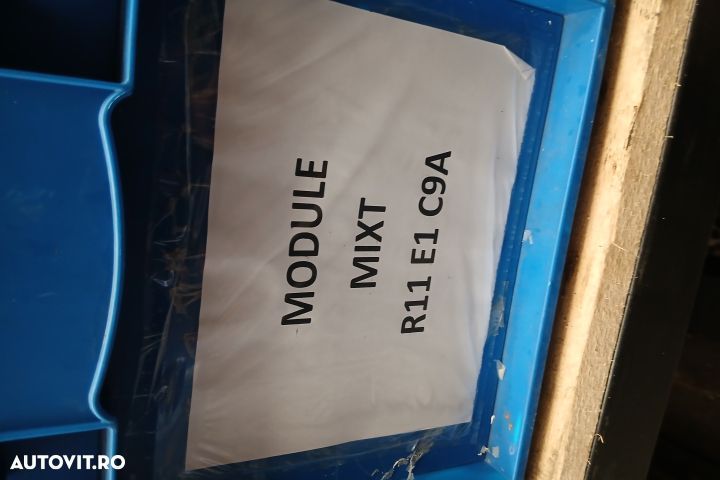 MODULE
MIXT
R11 E1 C9A
AUTOVIT.RO